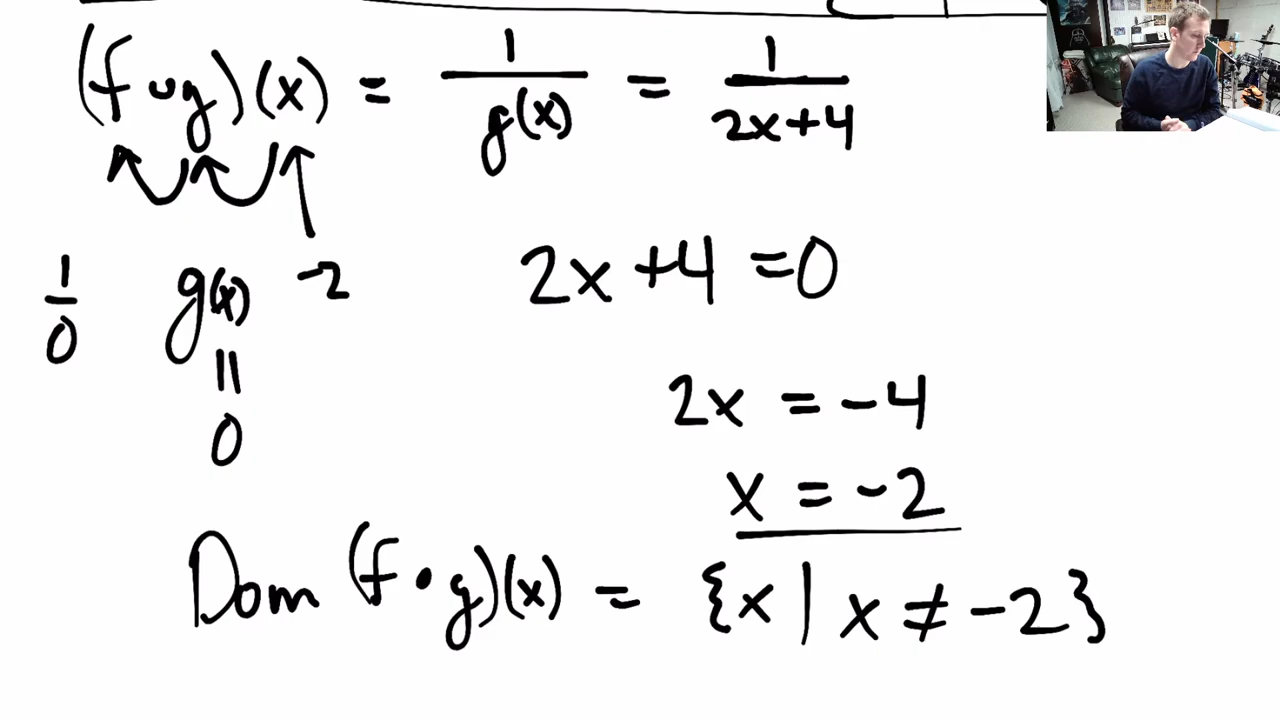 (f∘g)(x) = 1/g(x) = 1/2x+4
1/0 g(x) -2 2x+4=0
=
0
2x = -4
x = -2
Dom (f∘g)(x) = {x | x ≠ -2}